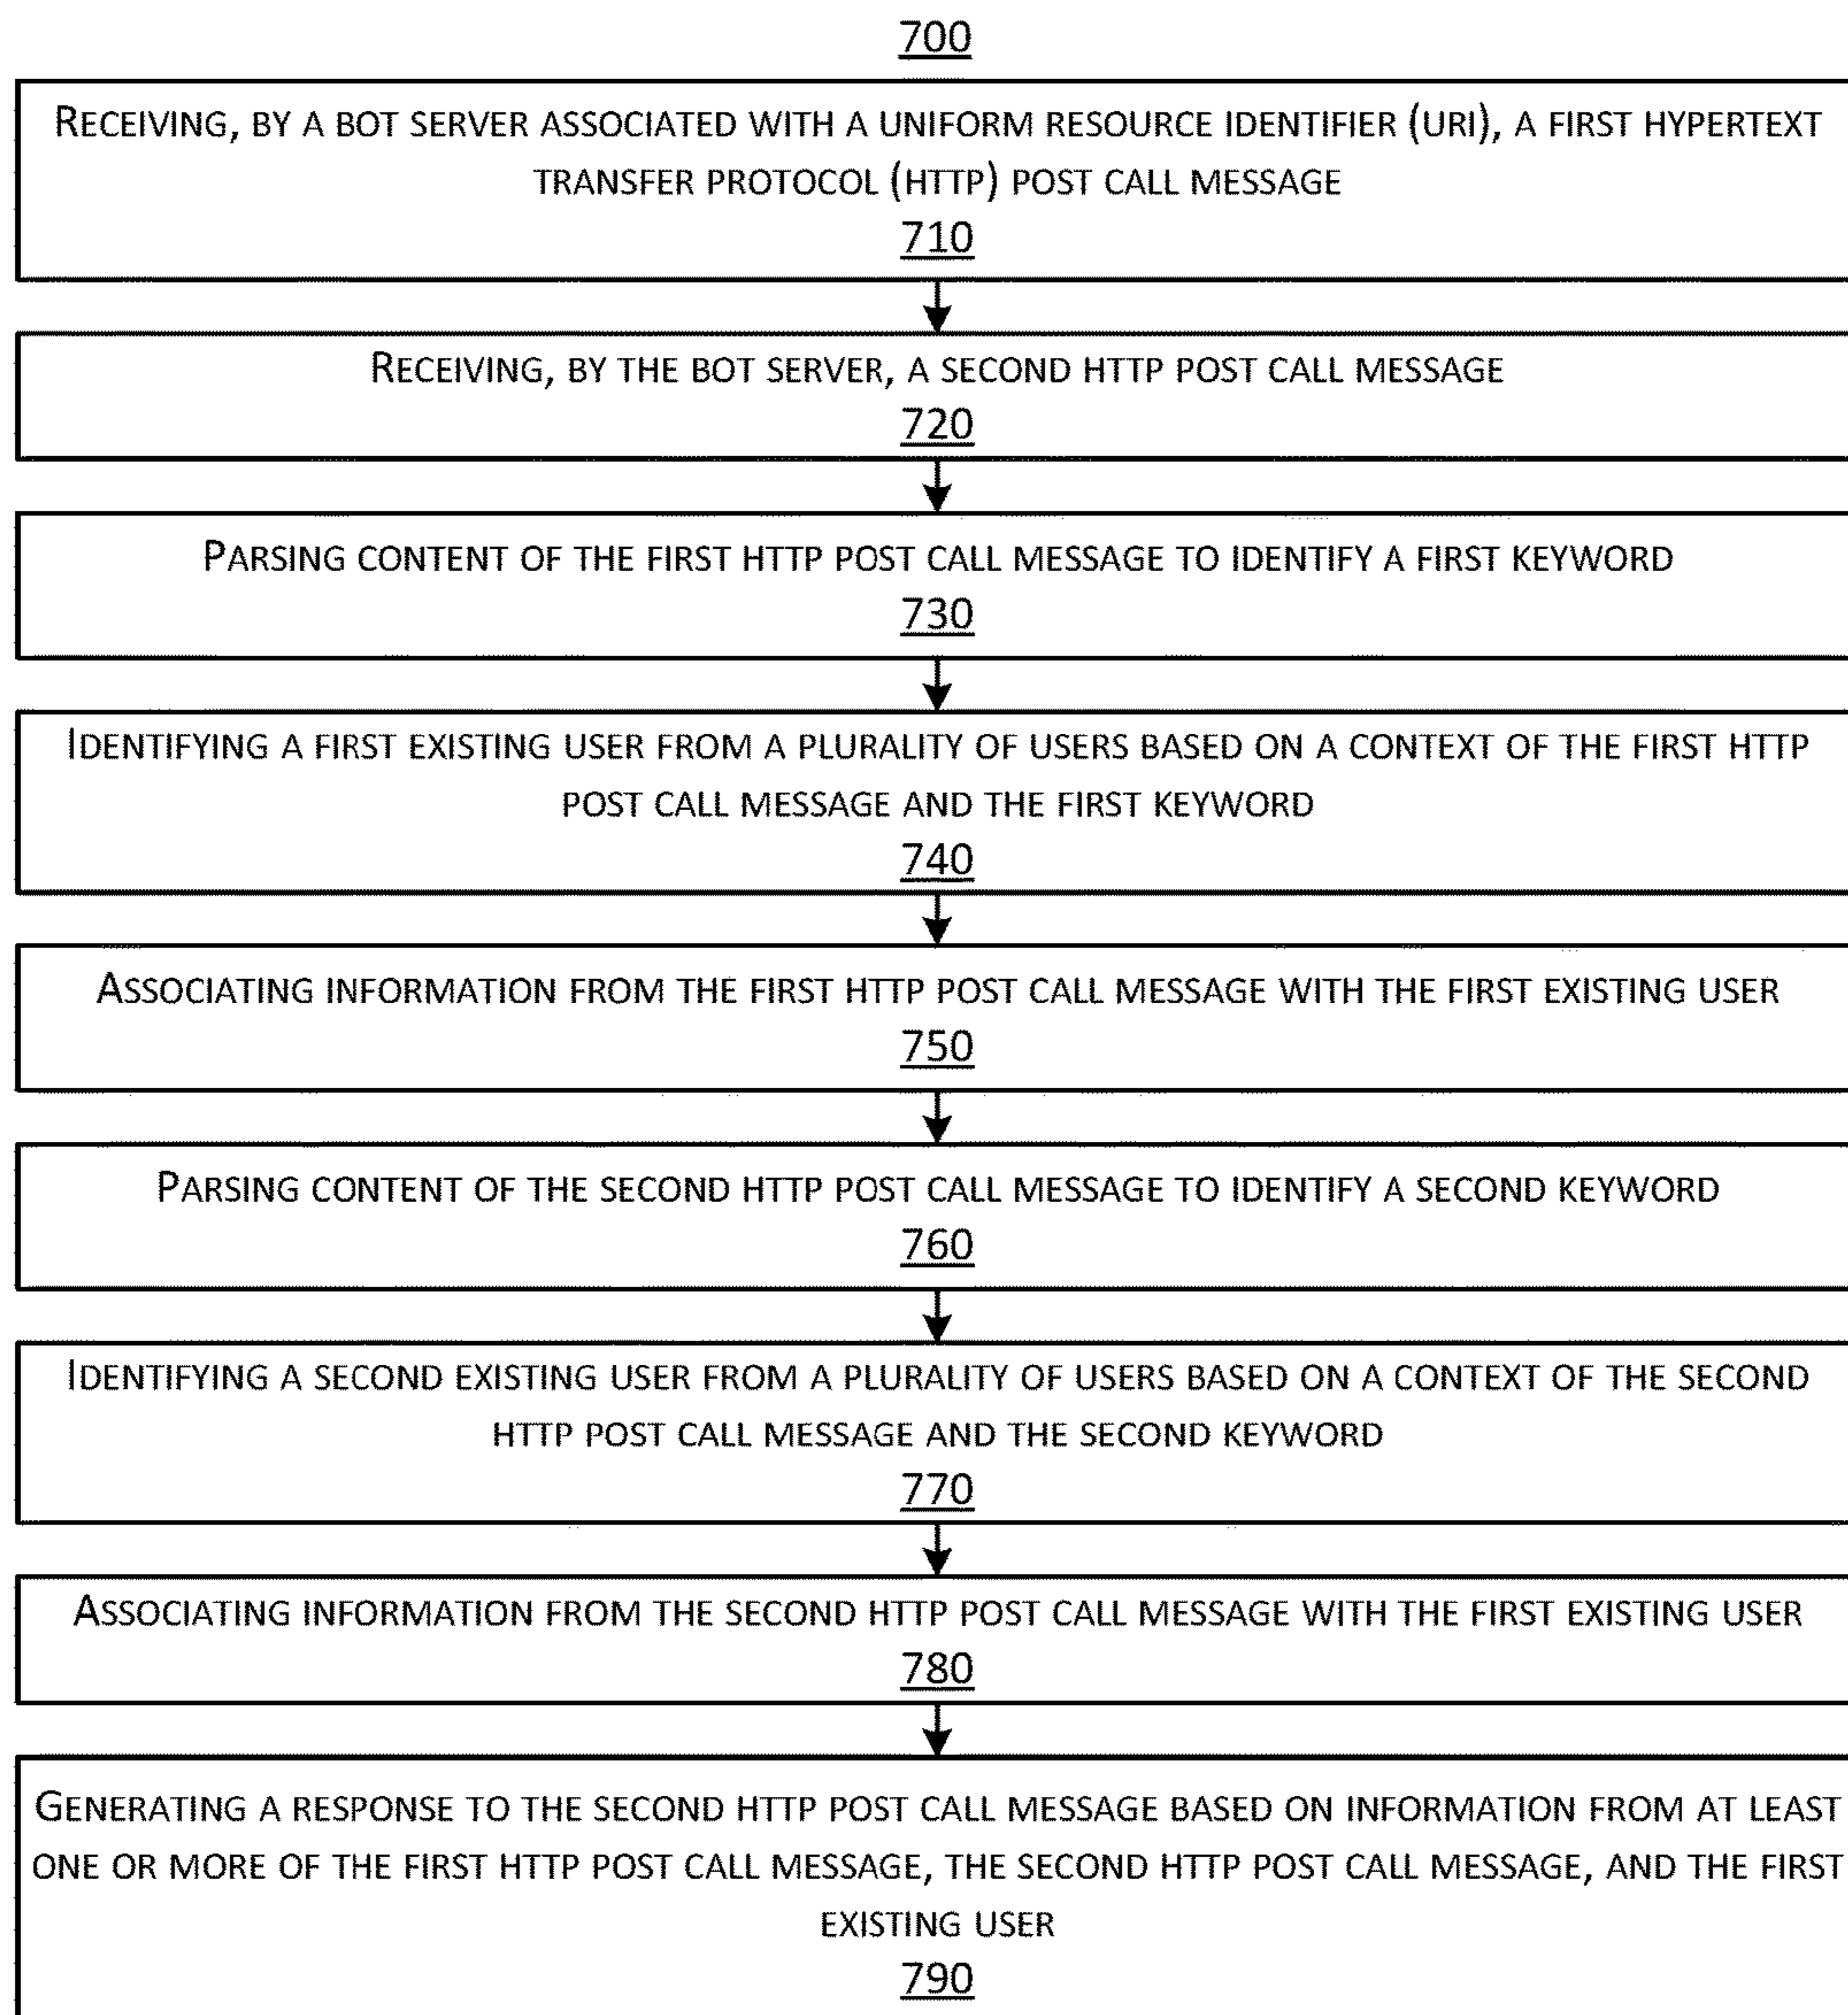 700
RECEIVING, BY A BOT SERVER ASSOCIATED WITH A UNIFORM RESOURCE IDENTIFIER (URI), A FIRST HYPERTEXT
TRANSFER PROTOCOL (HTTP) POST CALL MESSAGE
710
RECEIVING, BY THE BOT SERVER, A SECOND HTTP POST CALL MESSAGE
720
PARSING CONTENT OF THE FIRST HTTP POST CALL MESSAGE TO IDENTIFY A FIRST KEYWORD
730
IDENTIFYING A FIRST EXISTING USER FROM A PLURALITY OF USERS BASED ON A CONTEXT OF THE FIRST HTTP
POST CALL MESSAGE AND THE FIRST KEYWORD
740
ASSOCIATING INFORMATION FROM THE FIRST HTTP POST CALL MESSAGE WITH THE FIRST EXISTING USER
750
PARSING CONTENT OF THE SECOND HTTP POST CALL MESSAGE TO IDENTIFY A SECOND KEYWORD
760
IDENTIFYING A SECOND EXISTING USER FROM A PLURALITY OF USERS BASED ON A CONTEXT OF THE SECOND
HTTP POST CALL MESSAGE AND THE SECOND KEYWORD
770
ASSOCIATING INFORMATION FROM THE SECOND HTTP POST CALL MESSAGE WITH THE FIRST EXISTING USER
780
GENERATING A RESPONSE TO THE SECOND HTTP POST CALL MESSAGE BASED ON INFORMATION FROM AT LEAST
ONE OR MORE OF THE FIRST HTTP POST CALL MESSAGE, THE SECOND HTTP POST CALL MESSAGE, AND THE FIRST
EXISTING USER
790